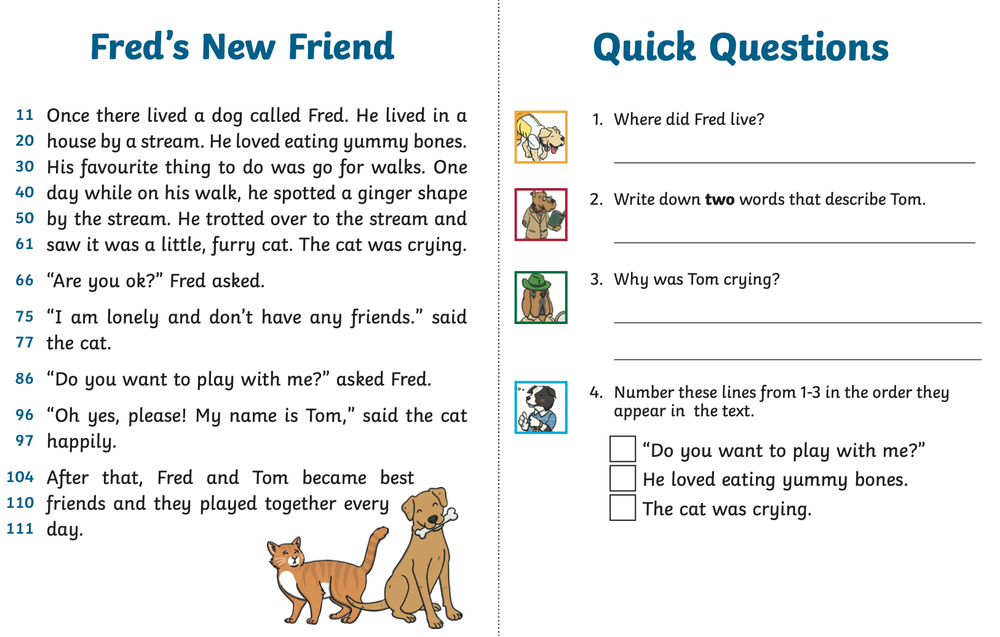 Fred's New Friend
11 Once there lived a dog called Fred. He lived in a
20 house by a stream. He loved eating yummy bones.
30 His favourite thing to do was go for walks. One
40 day while on his walk, he spotted a ginger shape
50 by the stream. He trotted over to the stream and
61 saw it was a little, furry cat. The cat was crying.
66 “Are you ok?” Fred asked.
75 “I am lonely and don’t have any friends.” said
77 the cat.
86 “Do you want to play with me?” asked Fred.
96 “Oh yes, please! My name is Tom,” said the cat
97 happily.
104 After that, Fred and Tom became best
110 friends and they played together every
111 day.
Quick Questions
1. Where did Fred live?
2. Write down two words that describe Tom.
I
3. Why was Tom crying?
4. Number these lines from 1-3 in the order they
appear in the text.
“Do you want to play with me?”
He loved eating yummy bones.
The cat was crying.